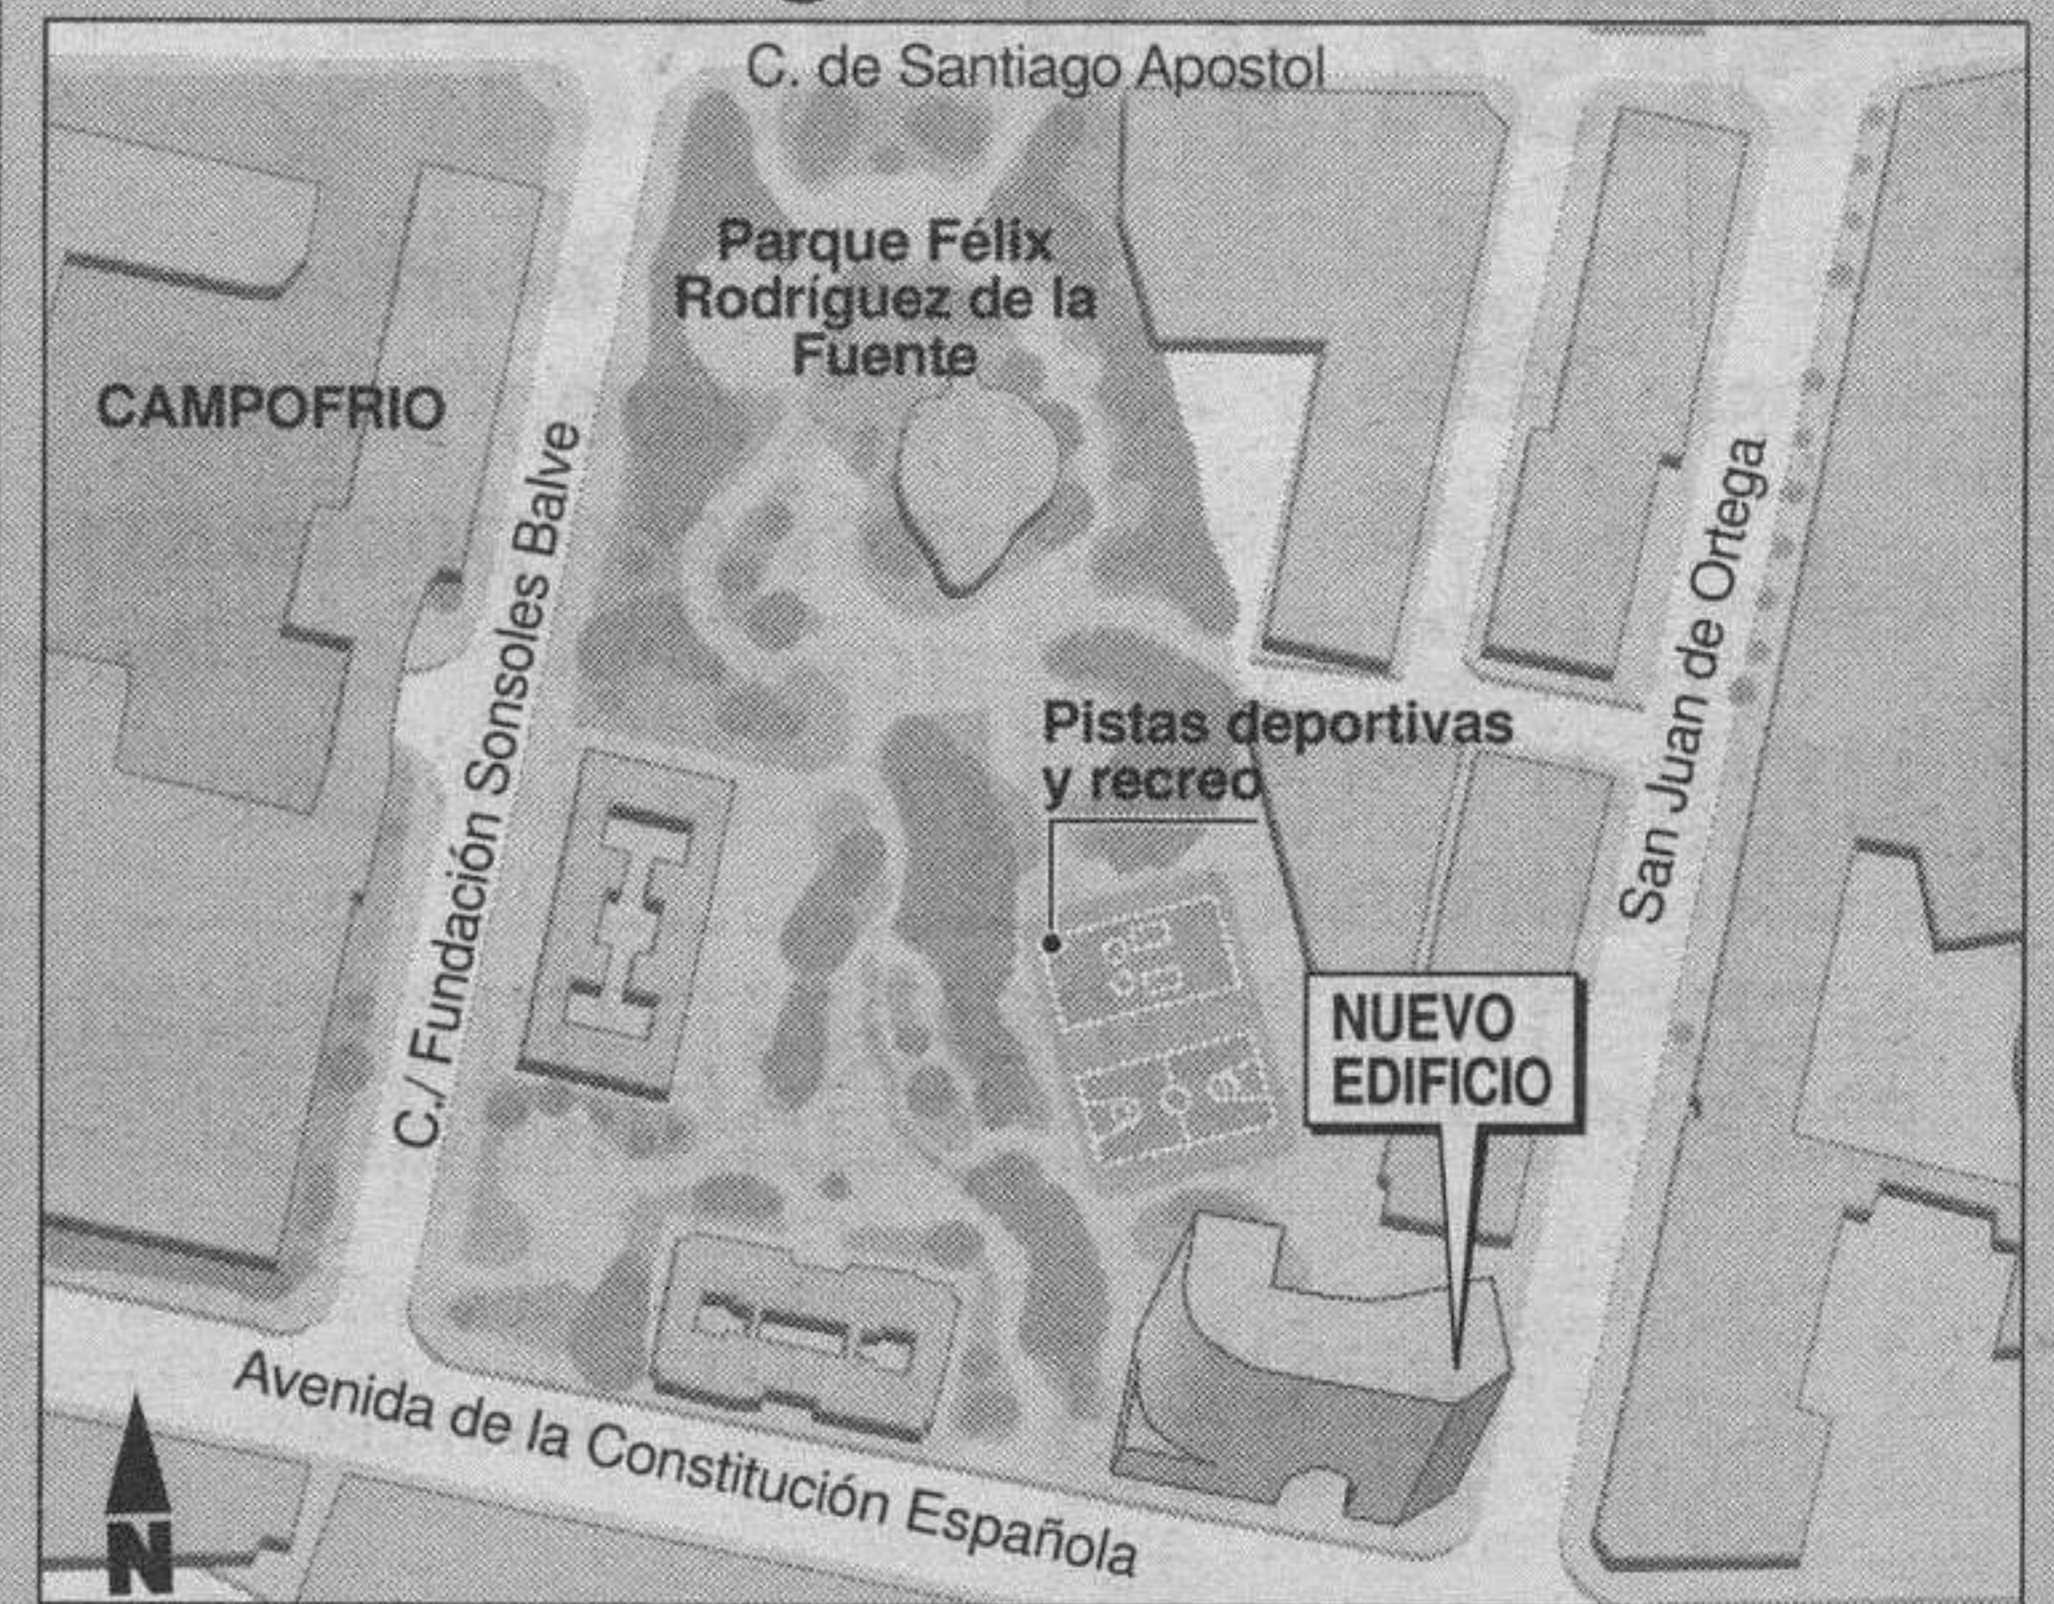 C. de Santiago Apostol
Parque Félix
Rodríguez de la
Fuente
CAMPOFRIO
C./ Fundación Sonsoles Balve
San Juan de Ortega
Pistas deportivas
y recreo
NUEVO
EDIFICIO
Avenida de la Constitución Española
N